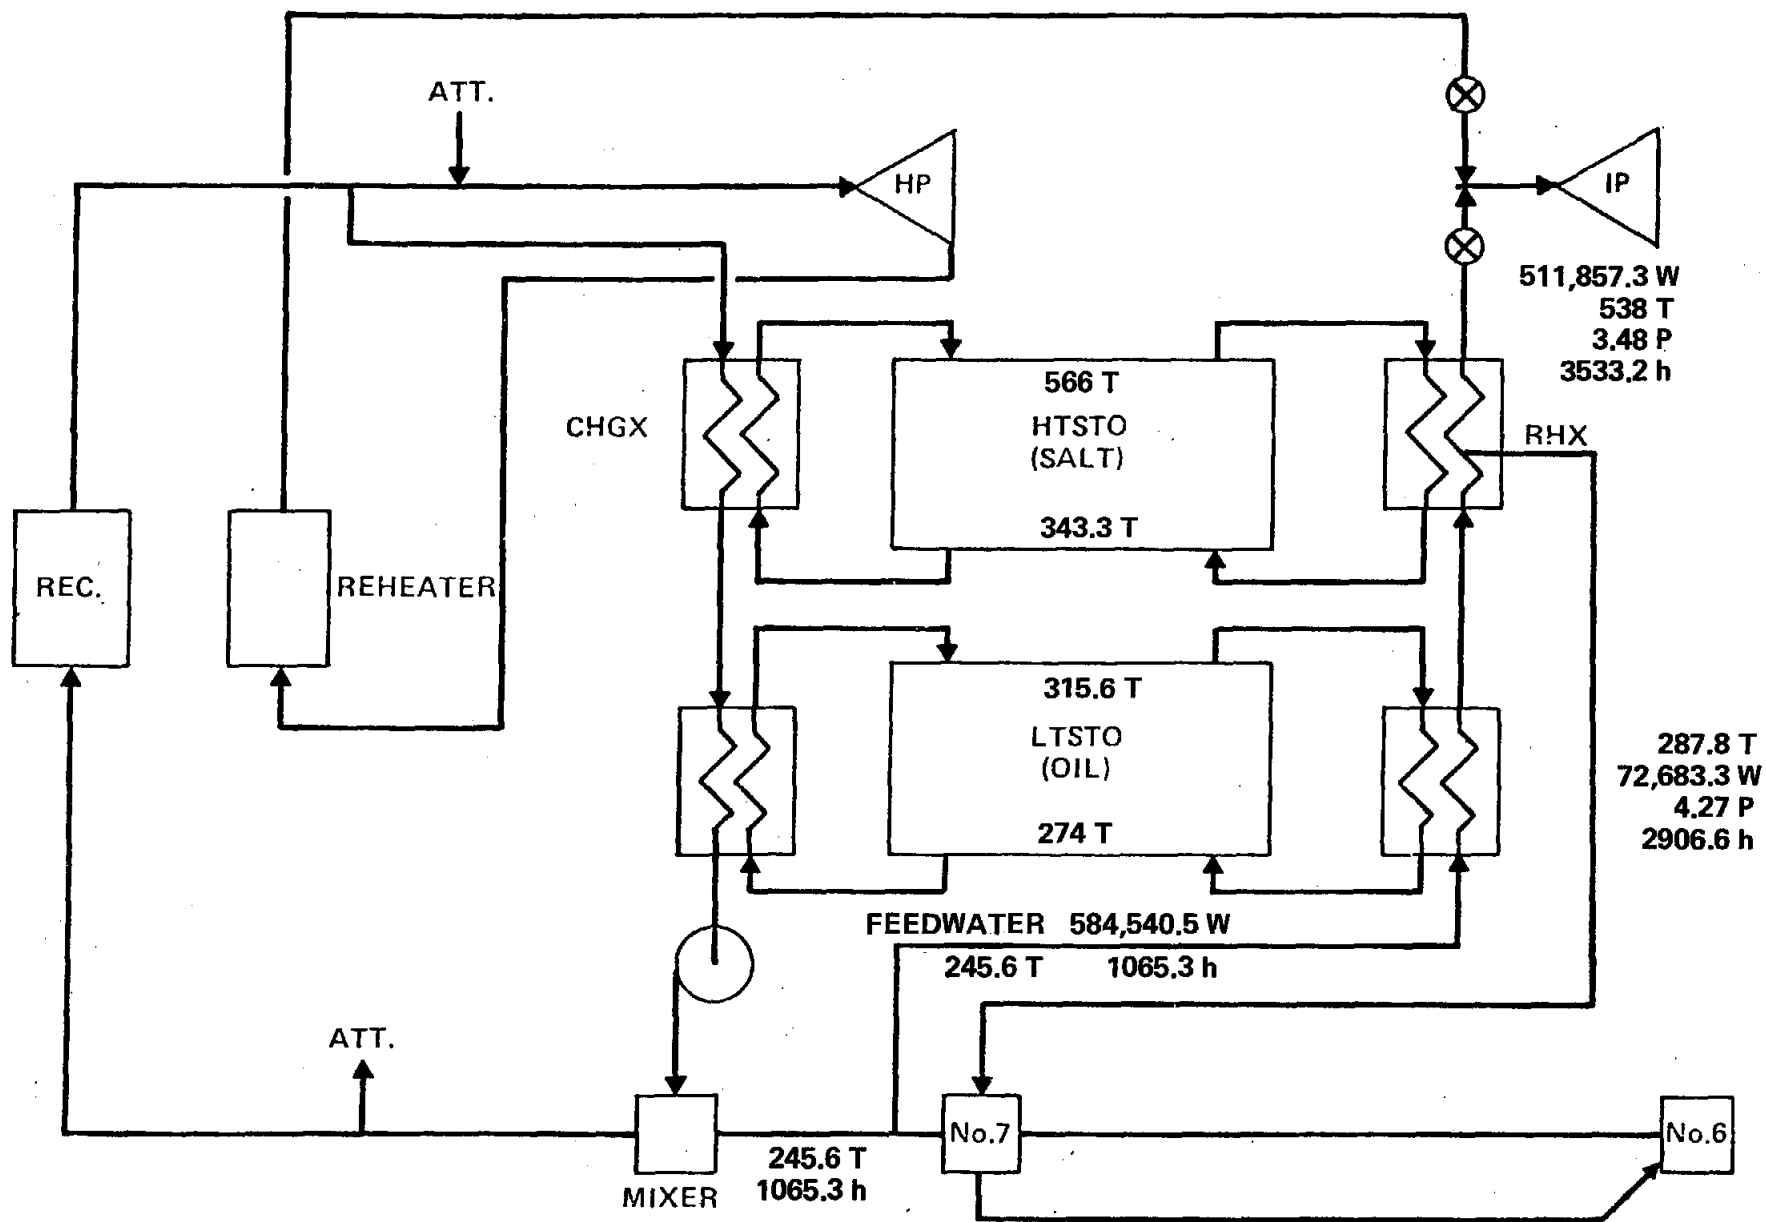 ATT.
HP
IP
511,857.3 W
538 T
3.48 P
3533.2 h
CHGX
566 T
HTSTO
(SALT)
343.3 T
RHX
REC.
REHEATER
315.6 T
LTSTO
(OIL)
274 T
287.8 T
72,683.3 W
4.27 P
2906.6 h
FEEDWATER 584,540.5 W
245.6 T 1065.3 h
ATT.
No.7
No.6
245.6 T
1065.3 h
MIXER